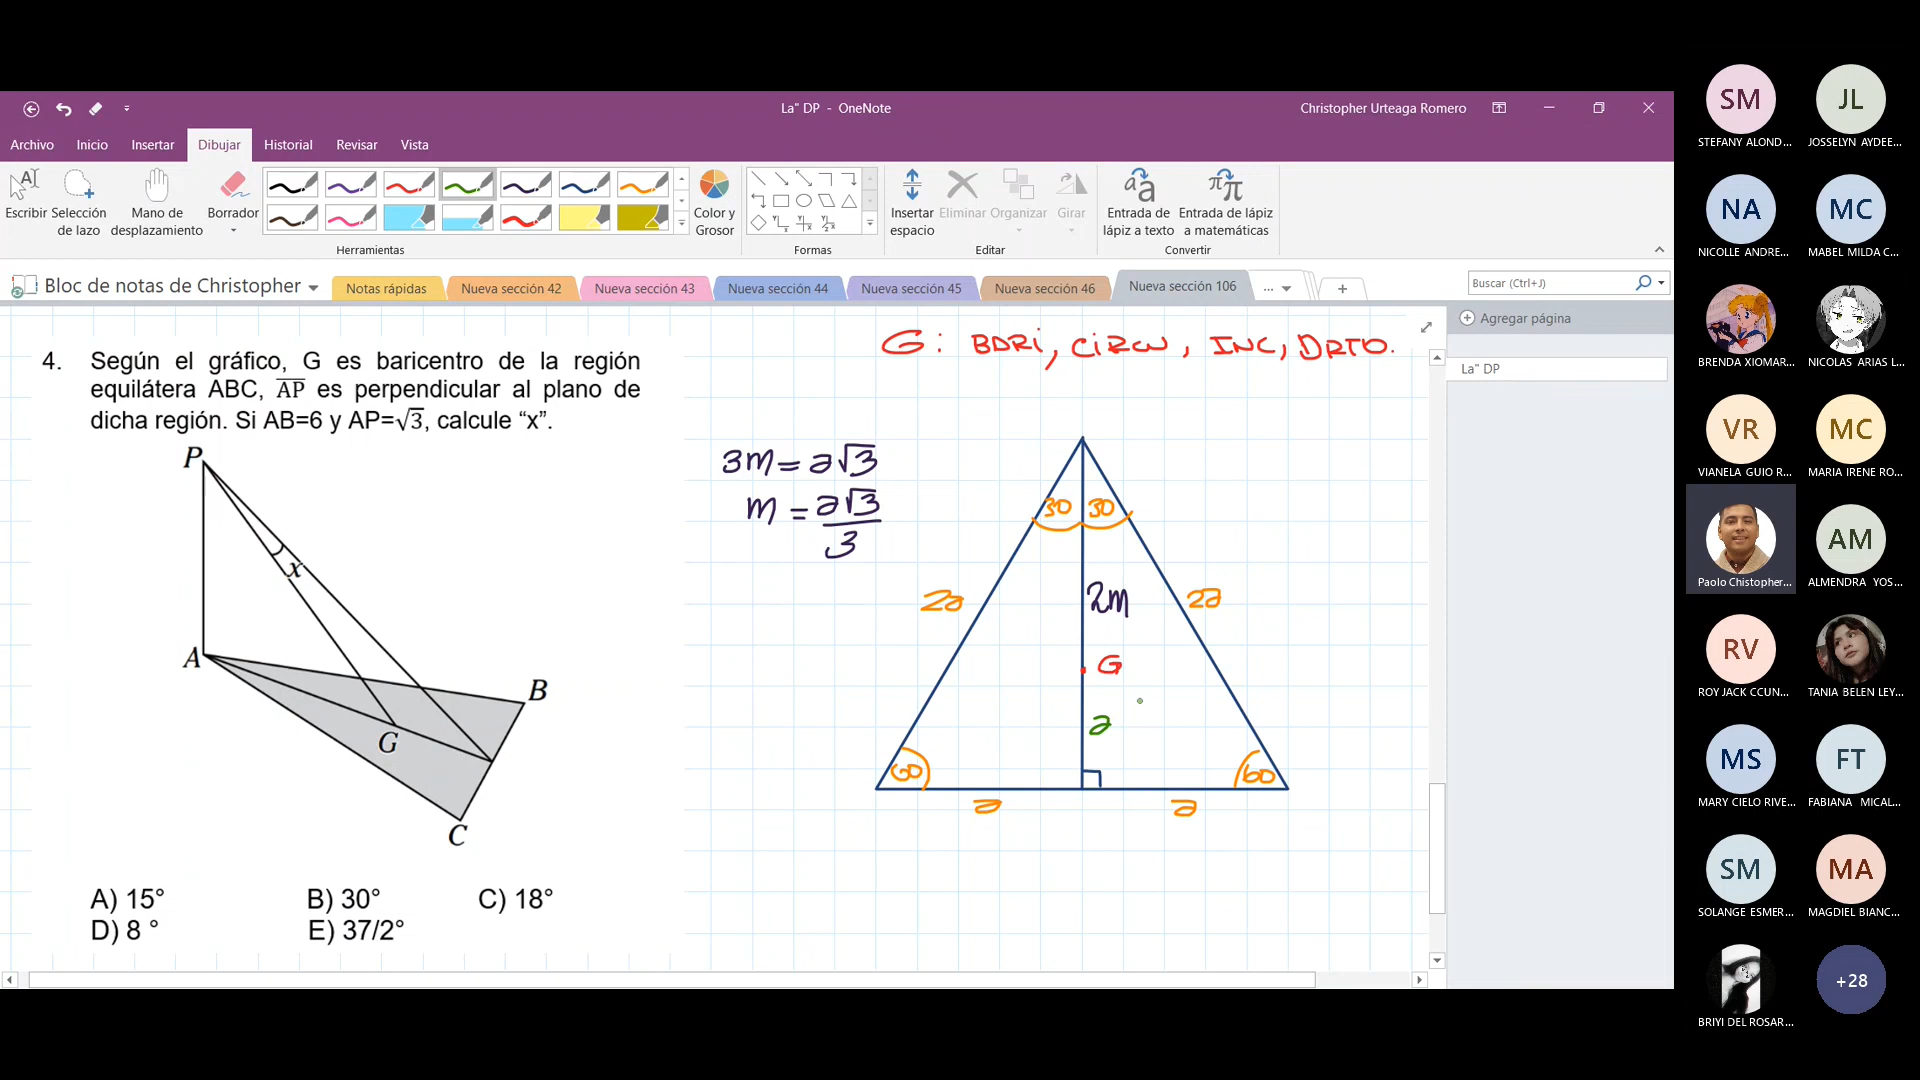 La" DP - OneNote
Christopher Urteaga Romero
Archivo Inicio Insertar Dibujar Historial Revisar Vista
Escribir
Selección de lazo
Mano de desplazamiento
Borrador
Color y Grosor
Insertar espacio
Eliminar
Organizar
Girar
Entrada de lápiz a texto
Entrada de lápiz a matemáticas
Herramientas
Formas
Editar
Convertir
Bloc de notas de Christopher
Notas rápidas
Nueva sección 42
Nueva sección 43
Nueva sección 44
Nueva sección 45
Nueva sección 46
Nueva sección 106
...
Buscar (Ctrl+J)
Agregar página
La" DP
4. Según el gráfico, G es baricentro de la región
equilátera ABC, AP es perpendicular al plano de
dicha región. Si AB=6 y AP=√3, calcule “x”.
P
x
A
B
G
C
A) 15° B) 30° C) 18°
D) 8 ° E) 37/2°
G: BARi, CIRCU, INC, ORTO.
3m = a√3
m = a√3
3
30 30
2m
2a 2a
G
a
60 60
a a
SM
STEFANY ALOND...
JL
JOSSELYN AYDEE...
NA
NICOLLE ANDRE...
MC
MABEL MILDA C...
BRENDA XIOMAR...
NICOLAS ARIAS L...
VR
VIANELA GUIO R...
MC
MARIA IRENE RO...
Paolo Chistopher...
AM
ALMENDRA YOS...
RV
ROY JACK CCUN...
TANIA BELEN LEY...
MS
MARY CIELO RIVE...
FT
FABIANA MICAL...
SM
SOLANGE ESMER...
MA
MAGDIEL BIANC...
BRIYI DEL ROSAR...
+28